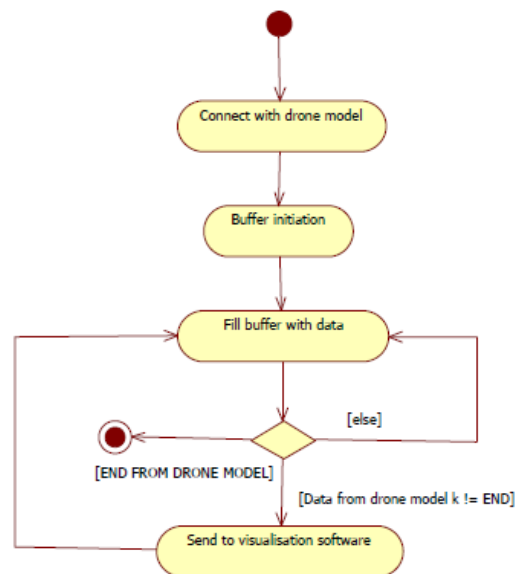 Connect with drone model
Buffer initiation
Fill buffer with data
[else]
[END FROM DRONE MODEL]
[Data from drone model k != END]
Send to visualisation software